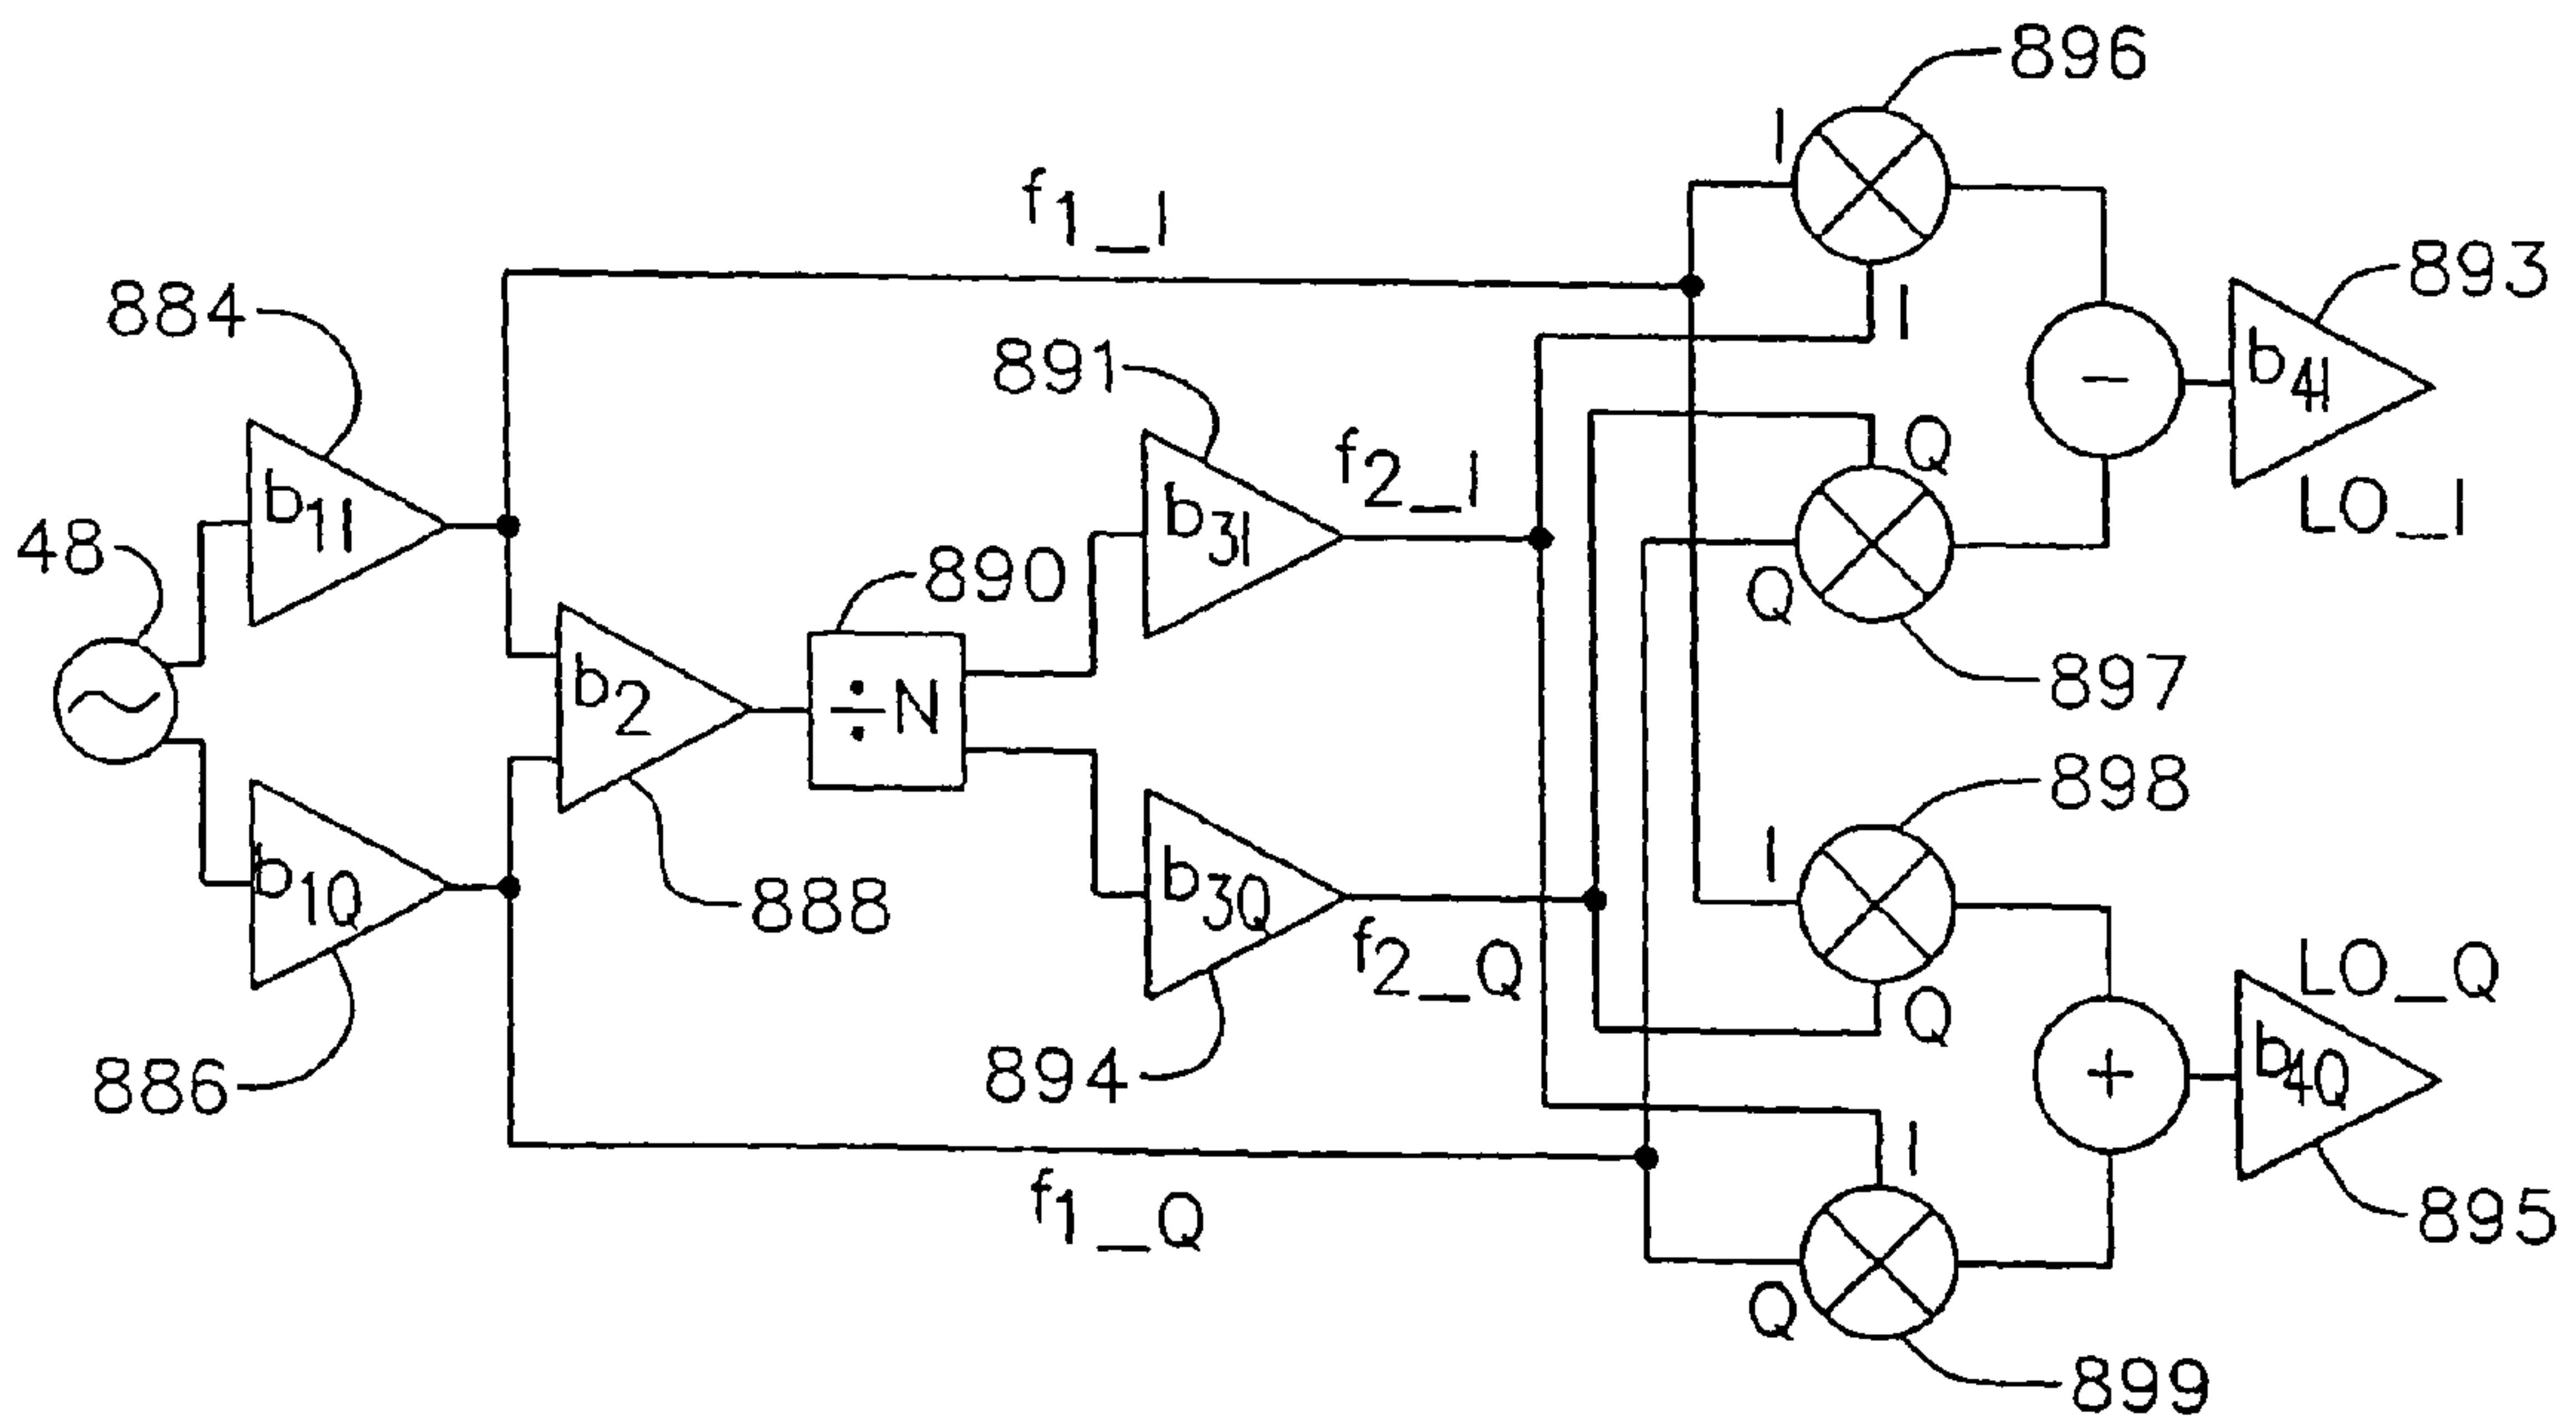 896
I
f1_I
893
884
I
891
b4I
Q
f2_I
b1I
b3I
LO_I
48
890
Q
b2
÷N
897
898
I
b1Q
b3Q
888
f2_Q
LO_Q
Q
894
+
b4Q
886
I
f1_Q
895
Q
899
−